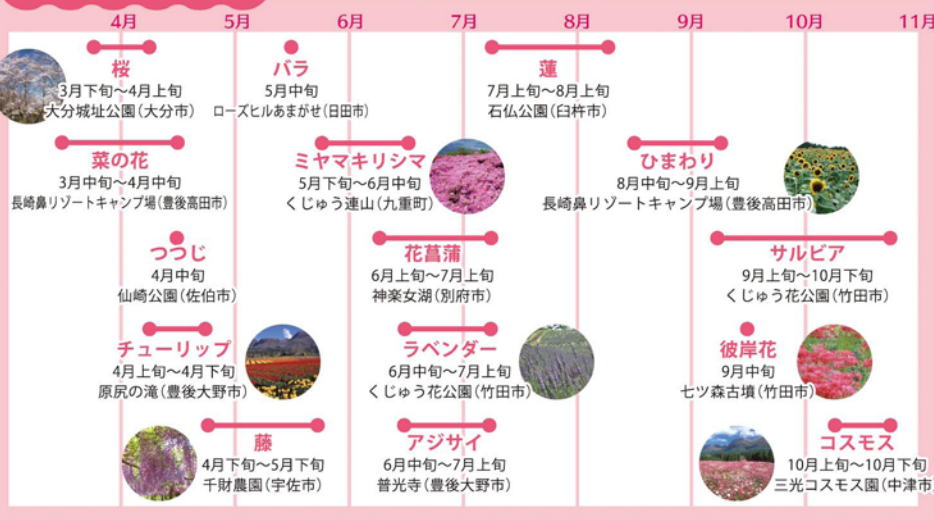 4月 5月 6月 7月 8月 9月 10月 11月
桜
3月下旬～4月上旬
大分城址公園(大分市)
バラ
5月中旬
ローズヒルあまがせ(日田市)
蓮
7月上旬～8月上旬
石仏公園(臼杵市)
菜の花
3月中旬～4月中旬
長崎鼻リゾートキャンプ場(豊後高田市)
ミヤマキリシマ
5月下旬～6月中旬
くじゅう連山(九重町)
ひまわり
8月中旬～9月上旬
長崎鼻リゾートキャンプ場(豊後高田市)
つつじ
4月中旬
仙崎公園(佐伯市)
花菖蒲
6月上旬～7月上旬
神楽女湖(別府市)
サルビア
9月上旬～10月下旬
くじゅう花公園(竹田市)
チューリップ
4月上旬～4月下旬
原尻の滝(豊後大野市)
ラベンダー
6月中旬～7月上旬
くじゅう花公園(竹田市)
彼岸花
9月中旬
七ツ森古墳(竹田市)
藤
4月下旬～5月下旬
千財農園(宇佐市)
アジサイ
6月中旬～7月上旬
普光寺(豊後大野市)
コスモス
10月上旬～10月下旬
三光コスモス園(中津市